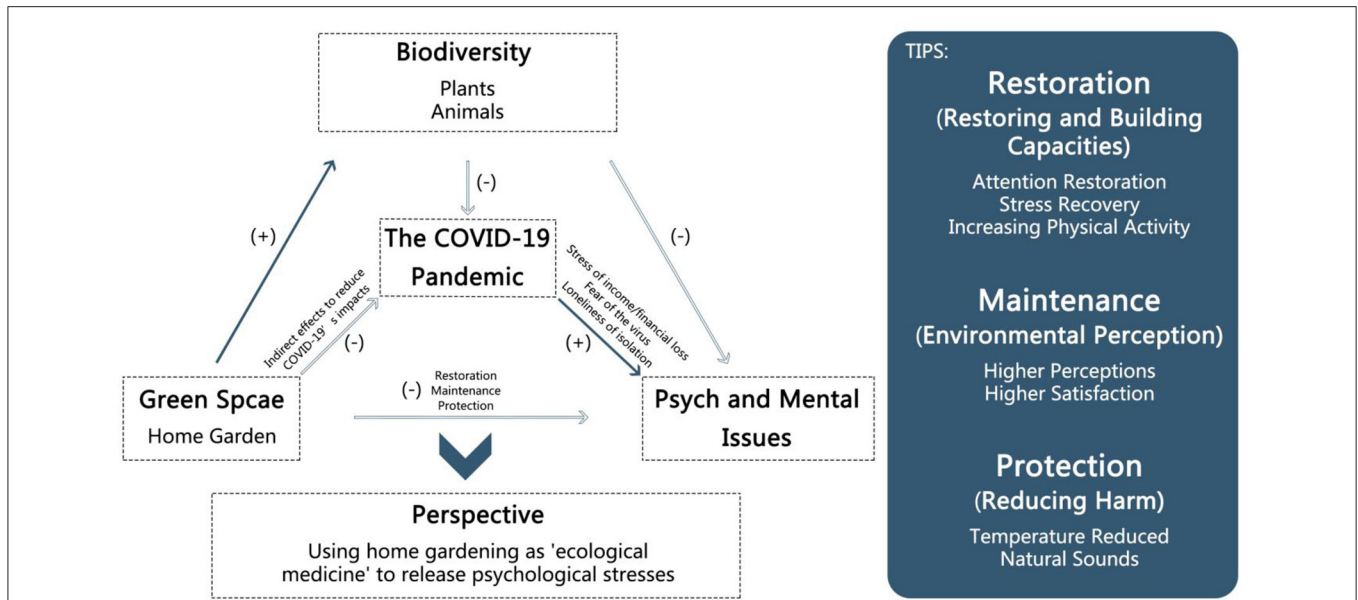 Biodiversity
Plants
Animals
(-)
(+)
(-)
The COVID-19
Pandemic
Indirect effects to reduce
COVID-19’s impacts
(-)
Stress of income/financial loss
Fear of the virus
Loneliness of isolation
(+)
Green Spcae
Home Garden
(-)
Restoration
Maintenance
Protection
Psych and Mental
Issues
Perspective
Using home gardening as 'ecological
medicine' to release psychological stresses
TIPS:
Restoration
(Restoring and Building
Capacities)
Attention Restoration
Stress Recovery
Increasing Physical Activity
Maintenance
(Environmental Perception)
Higher Perceptions
Higher Satisfaction
Protection
(Reducing Harm)
Temperature Reduced
Natural Sounds